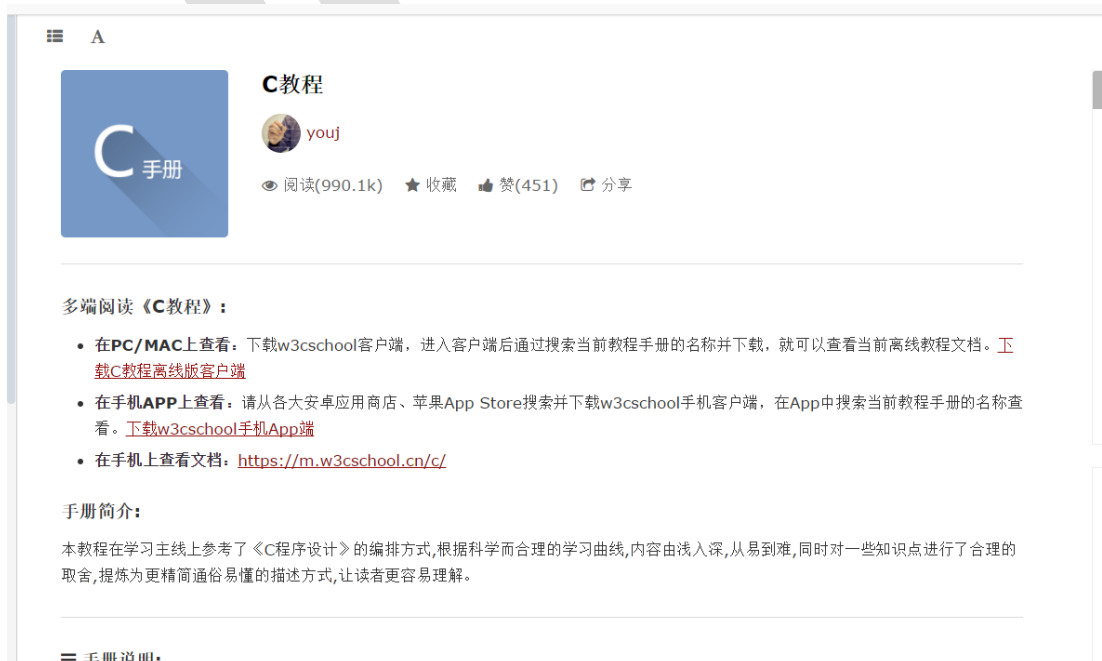 A
C 手册
C教程
youj
阅读(990.1k) 收藏 赞(451) 分享
多端阅读《C教程》:
在PC/MAC上查看：下载w3cschool客户端，进入客户端后通过搜索当前教程手册的名称并下载，就可以查看当前离线教程文档。下
载C教程离线版客户端
在手机APP上查看：请从各大安卓应用商店、苹果App Store搜索并下载w3cschool手机客户端，在App中搜索当前教程手册的名称查
看。下载w3cschool手机App端
在手机上查看文档：https://m.w3cschool.cn/c/
手册简介:
本教程在学习主线上参考了《C程序设计》的编排方式,根据科学而合理的学习曲线,内容由浅入深,从易到难,同时对一些知识点进行了合理的
取舍,提炼为更精简通俗易懂的描述方式,让读者更容易理解。
手册说明: